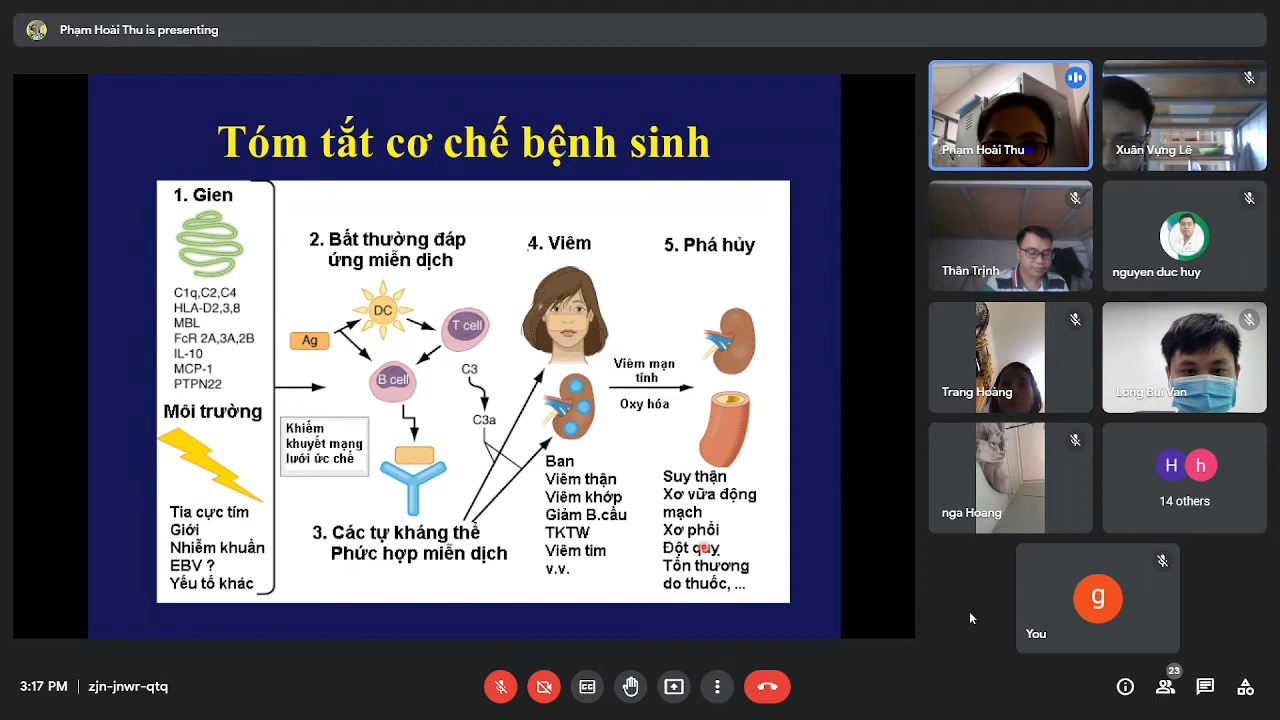 Phạm Hoài Thu is presenting
Tóm tắt cơ chế bệnh sinh
1. Gien
C1q,C2,C4
HLA-D2,3,8
MBL
FcR 2A,3A,2B
IL-10
MCP-1
PTPN22
Môi trường
Tia cực tím
Giới
Nhiễm khuẩn
EBV ?
Yếu tố khác
2. Bất thường đáp
ứng miễn dịch
DC
T cell
Ag
B cell
C3
C3a
Khiếm
khuyết mạng
lưới ức chế
3. Các tự kháng thể
Phức hợp miễn dịch
4. Viêm
Ban
Viêm thận
Viêm khớp
Giảm B.cầu
TKTW
Viêm tim
v.v.
Viêm mạn
tính
Oxy hóa
5. Phá hủy
Suy thận
Xơ vữa động
mạch
Xơ phổi
Đột quy
Tổn thương
do thuốc, ...
Phạm Hoài Thu
Xuân Vựng Lê
Thân Trịnh
nguyen duc huy
Trang Hoàng
Long Bui Van
nga Hoang
H
h
14 others
g
You
3:17 PM
zjn-jnwr-qtq
23